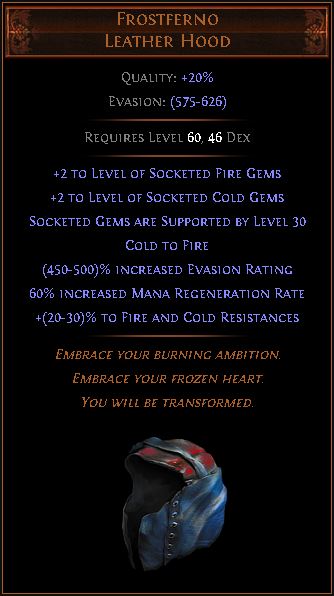 Frostferno
Leather Hood
Quality: +20%
Evasion: (575-626)
Requires Level 60, 46 Dex
+2 to Level of Socketed Fire Gems
+2 to Level of Socketed Cold Gems
Socketed Gems are Supported by Level 30
Cold to Fire
(450-500)% increased Evasion Rating
60% increased Mana Regeneration Rate
+(20-30)% to Fire and Cold Resistances
Embrace your burning ambition.
Embrace your frozen heart.
You will be transformed.